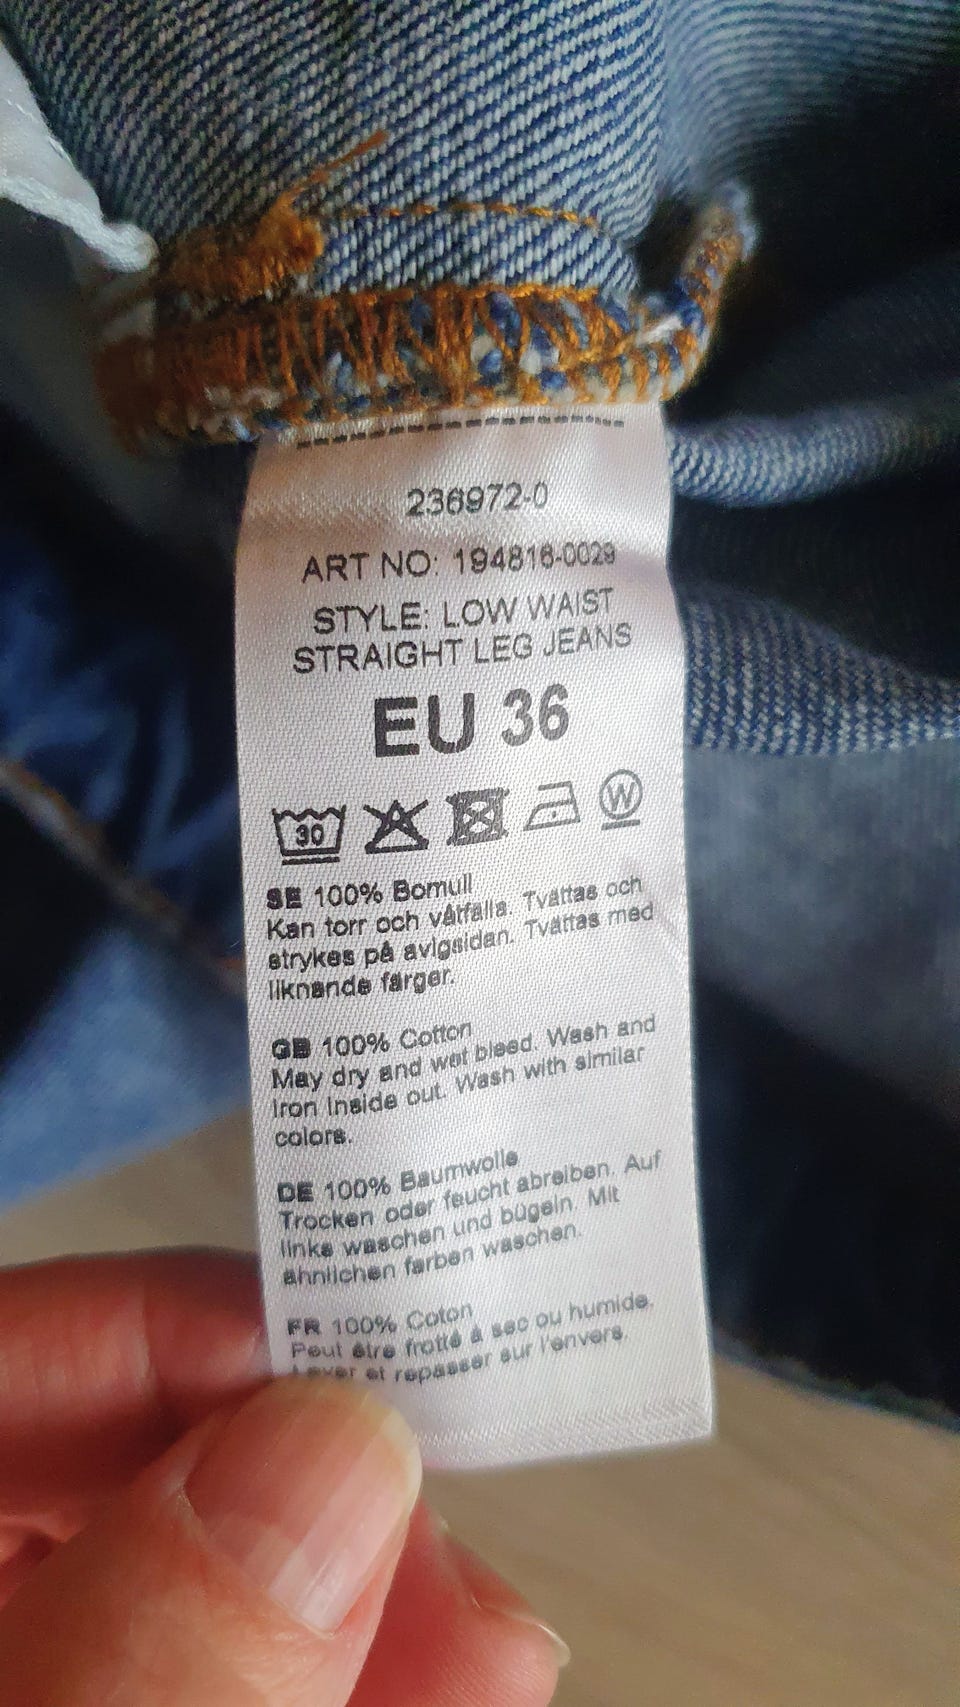 236972-0
ART NO: 194816-0029
STYLE: LOW WAIST
STRAIGHT LEG JEANS
EU 36
30
W
SE 100% Bomull
Kan torr och våtfälla. Tvättas och
strykas på avigsidan. Tvättas med
liknande färger.
GB 100% Cotton
May dry and wet bleed. Wash and
Iron Inside out. Wash with similar
colors.
DE 100% Baumwolle
Trocken oder feucht abreiben. Auf
links waschen und bügeln. Mit
ähnlichen farben waschen.
FR 100% Coton
Peut être frotté à sec ou humide.
Laver et repasser sur l'envers.